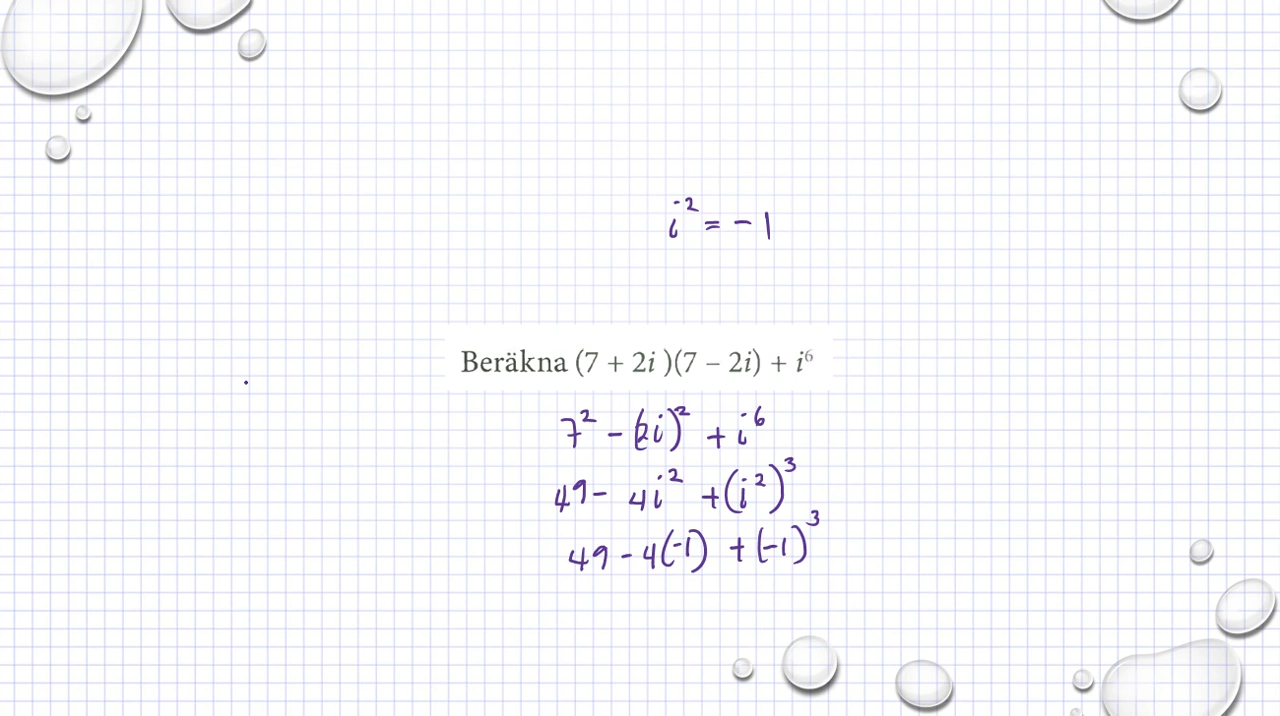 i² = -1
Beräkna (7 + 2i )(7 – 2i) + i⁶
7² - (2i)² + i⁶
49 - 4i² + (i²)³
49 - 4(-1) + (-1)³